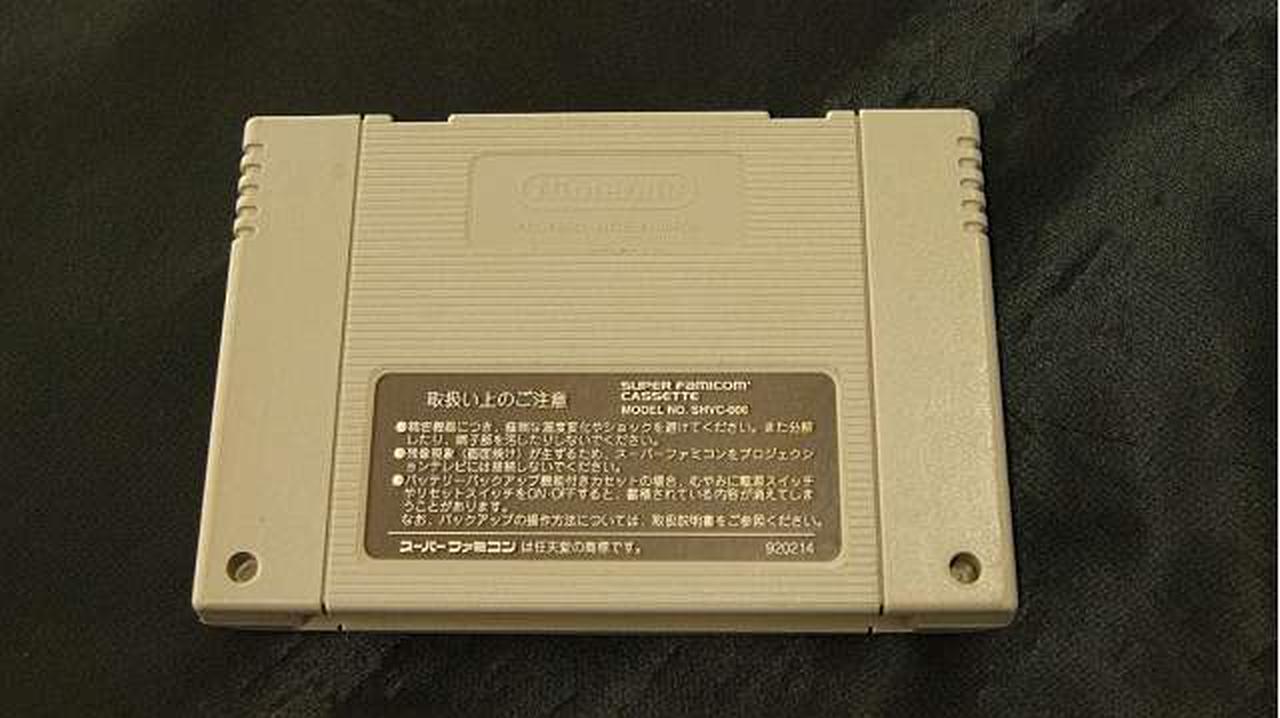 Nintendo
取扱い上のご注意
SUPER FAMICOM
CASSETTE
MODEL NO. SHVC-006
●精密機器につき、極端な温度変化やショックを避けてください。また分解
したり、端子部を汚したりしないでください。
●残像現象(画面焼け)が生ずるため、スーパーファミコンをプロジェクシ
ョンテレビには接続しないでください。
●バッテリーバックアップ機能付きカセットの場合、むやみに電源スイッチ
やリセットスイッチをON・OFFすると、蓄積されている内容が消えてしま
うことがあります。
なお、バックアップの操作方法については、取扱説明書をご参照ください。
スーパーファミコンは任天堂の商標です。
920214